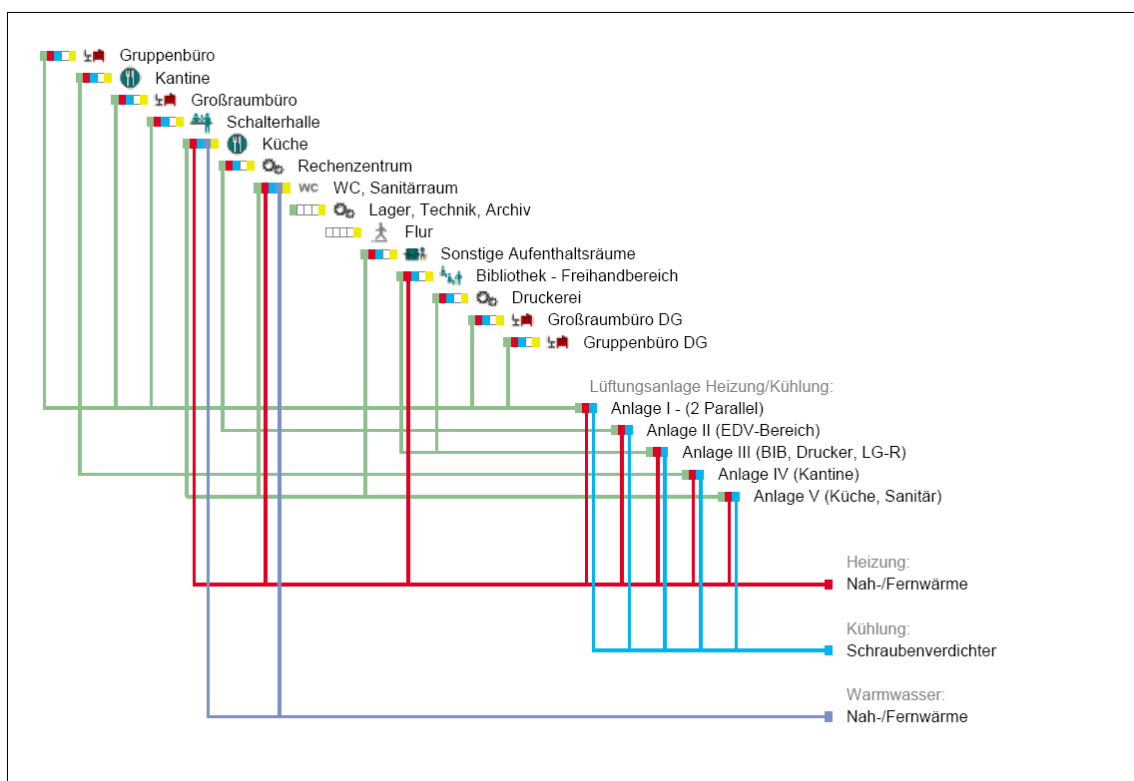 Gruppenbüro
Kantine
Großraumbüro
Schalterhalle
Küche
Rechenzentrum
WC WC, Sanitärraum
Lager, Technik, Archiv
Flur
Sonstige Aufenthaltsräume
Bibliothek - Freihandbereich
Druckerei
Großraumbüro DG
Gruppenbüro DG
Lüftungsanlage Heizung/Kühlung:
Anlage I - (2 Parallel)
Anlage II (EDV-Bereich)
Anlage III (BIB, Drucker, LG-R)
Anlage IV (Kantine)
Anlage V (Küche, Sanitär)
Heizung:
Nah-/Fernwärme
Kühlung:
Schraubenverdichter
Warmwasser:
Nah-/Fernwärme